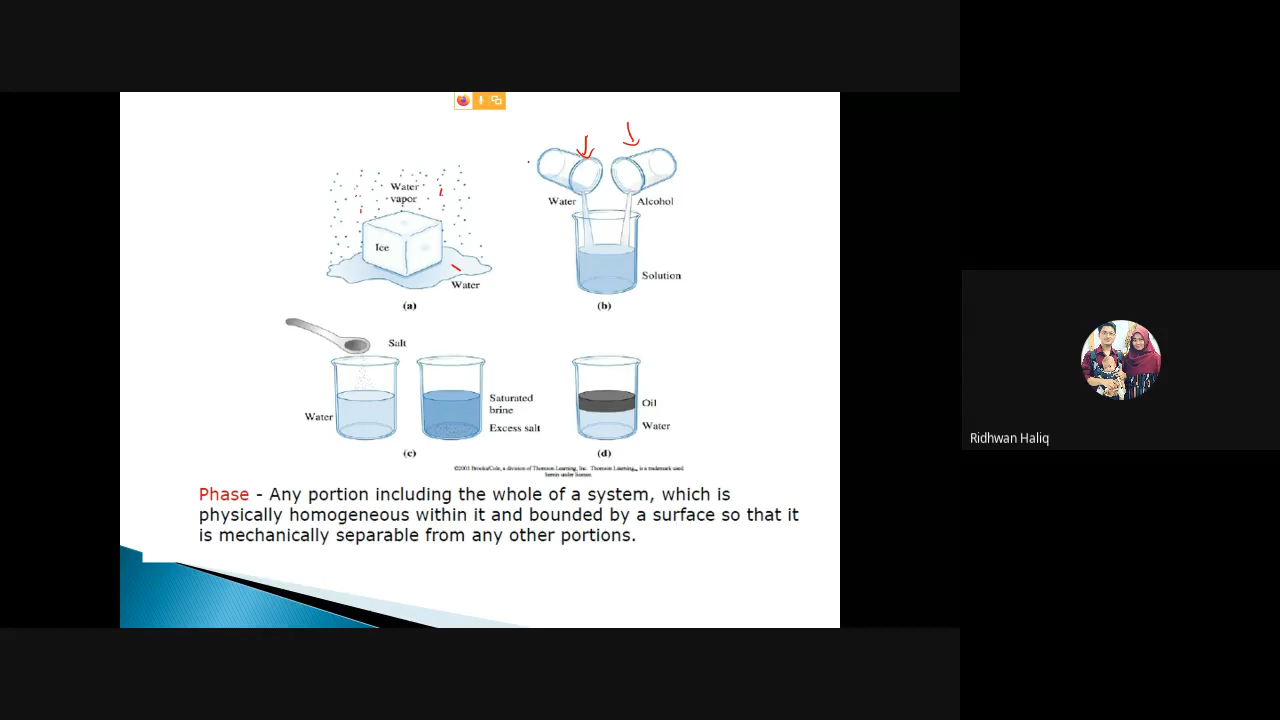 Water
vapor
Ice
Water
(a)
Water
Alcohol
Solution
(b)
Salt
Water
Saturated
brine
Excess salt
(c)
Oil
Water
(d)
©2003 Brooks/Cole, a division of Thomson Learning, Inc. Thomson Learning™ is a trademark used
herein under license.
Phase - Any portion including the whole of a system, which is
physically homogeneous within it and bounded by a surface so that it
is mechanically separable from any other portions.
Ridhwan Haliq